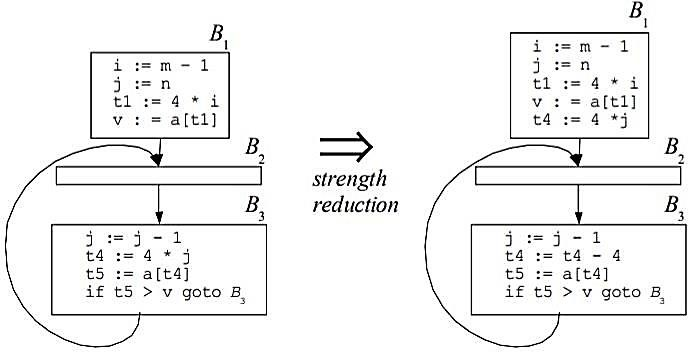 B1
i := m - 1
j := n
t1 := 4 * i
v : = a[t1]
B2
B3
j := j - 1
t4 := 4 * j
t5 := a[t4]
if t5 > v goto B3
⇒
strength
reduction
B1
i := m - 1
j := n
t1 := 4 * i
v : = a[t1]
t4 := 4 *j
B2
B3
j := j - 1
t4 := t4 - 4
t5 := a[t4]
if t5 > v goto B3